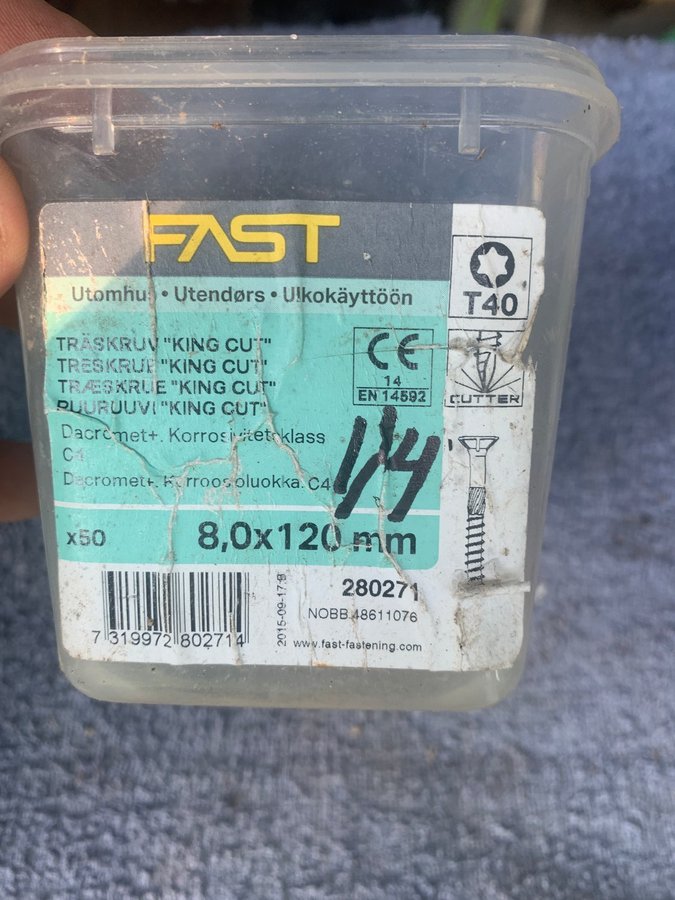 FAST
Utomhus • Utendørs • Ulkokäyttöön
T40
TRÄSKRUV "KING CUT"
TRESKRUE "KING CUT"
TRÆSKRUE "KING CUT"
PUURUUVI "KING CUT"
CE
14
EN 14592
CUTTER
Dacromet+. Korrosivitetsklass
C4
Dacromet+. Korroosioluokka. C4
1/4
x50
8,0x120 mm
280271
NOBB 48611076
7 319972 802714
2015-09-17:8
www.fast-fastening.com